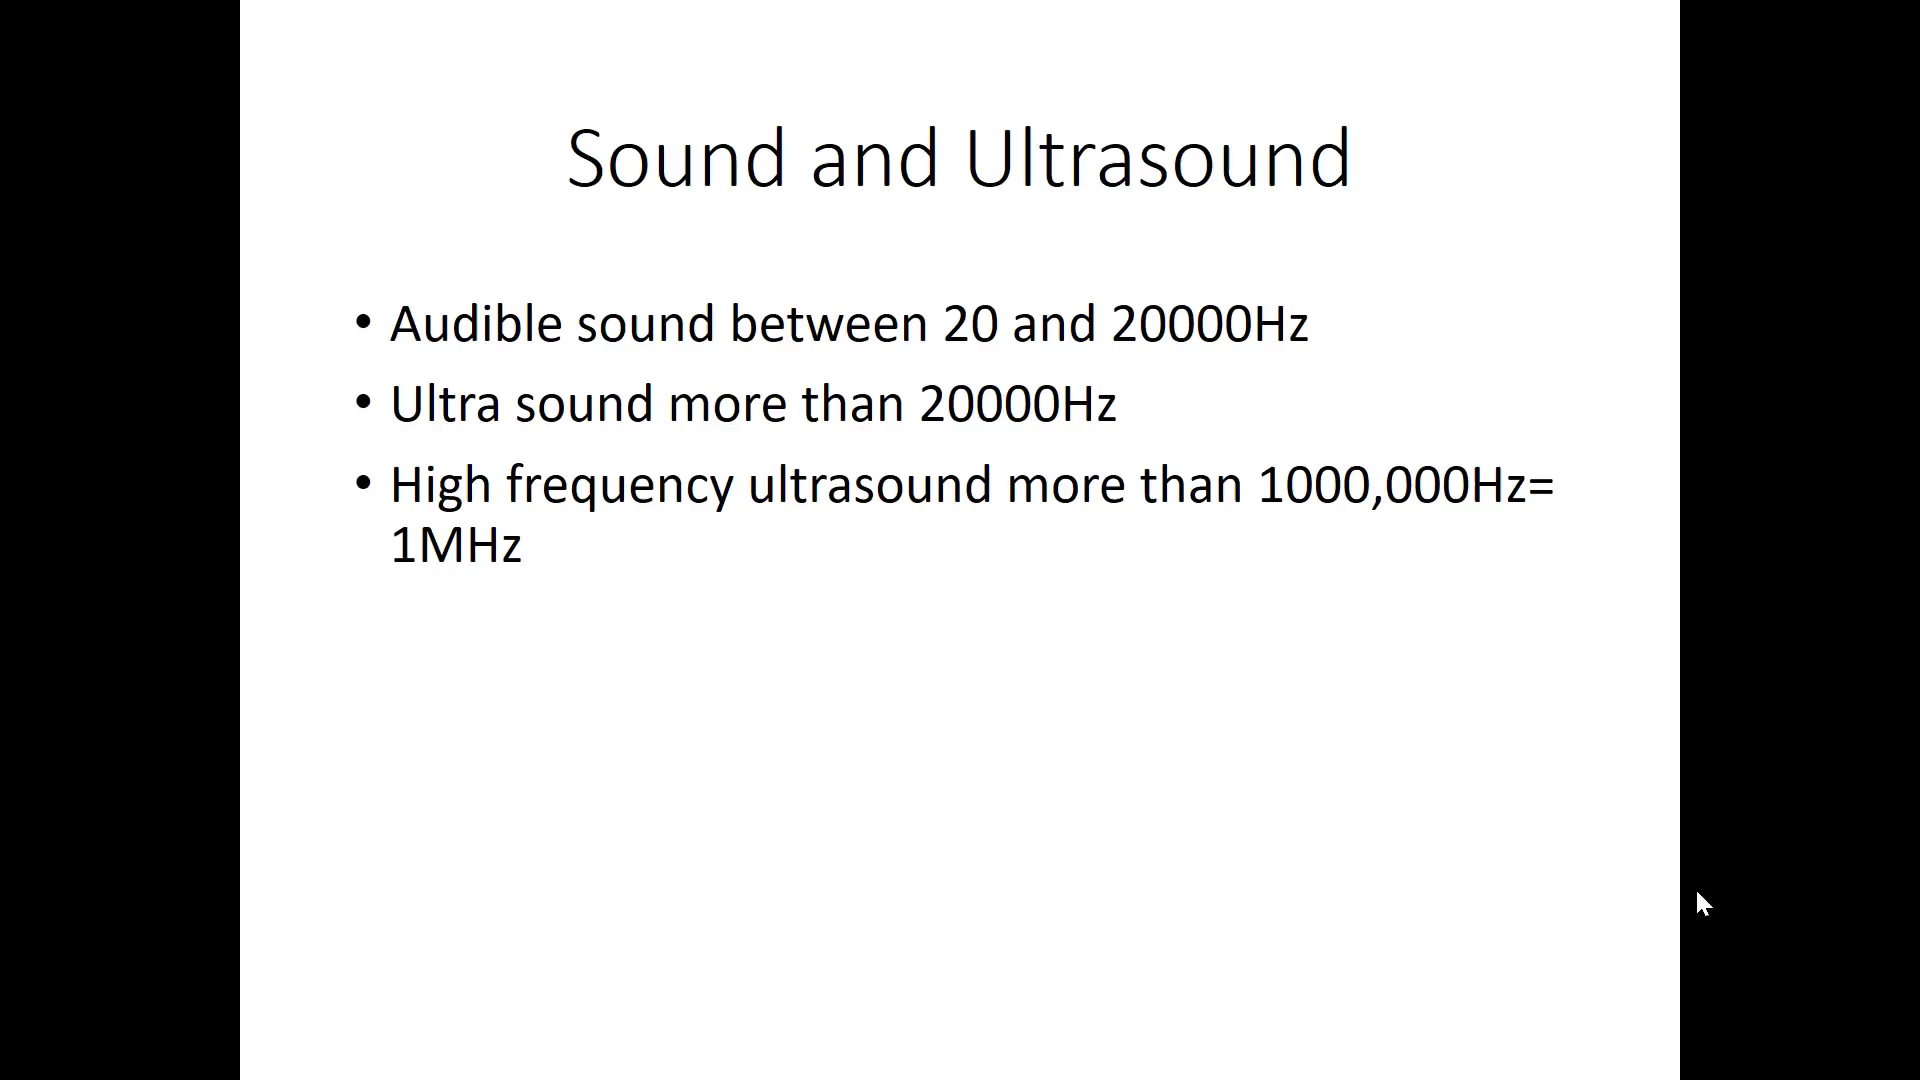 Sound and Ultrasound
• Audible sound between 20 and 20000Hz
• Ultra sound more than 20000Hz
• High frequency ultrasound more than 1000,000Hz=
1MHz